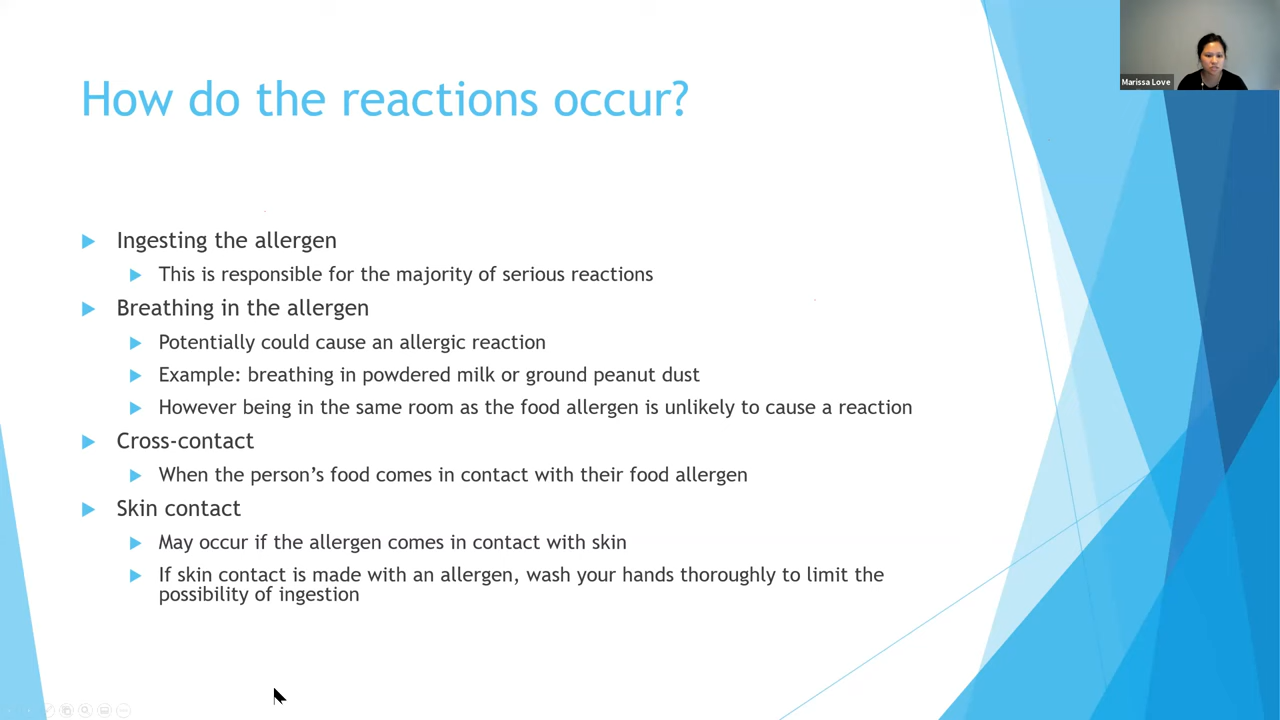 Marissa Love
How do the reactions occur?
Ingesting the allergen
This is responsible for the majority of serious reactions
Breathing in the allergen
Potentially could cause an allergic reaction
Example: breathing in powdered milk or ground peanut dust
However being in the same room as the food allergen is unlikely to cause a reaction
Cross-contact
When the person’s food comes in contact with their food allergen
Skin contact
May occur if the allergen comes in contact with skin
If skin contact is made with an allergen, wash your hands thoroughly to limit the
possibility of ingestion